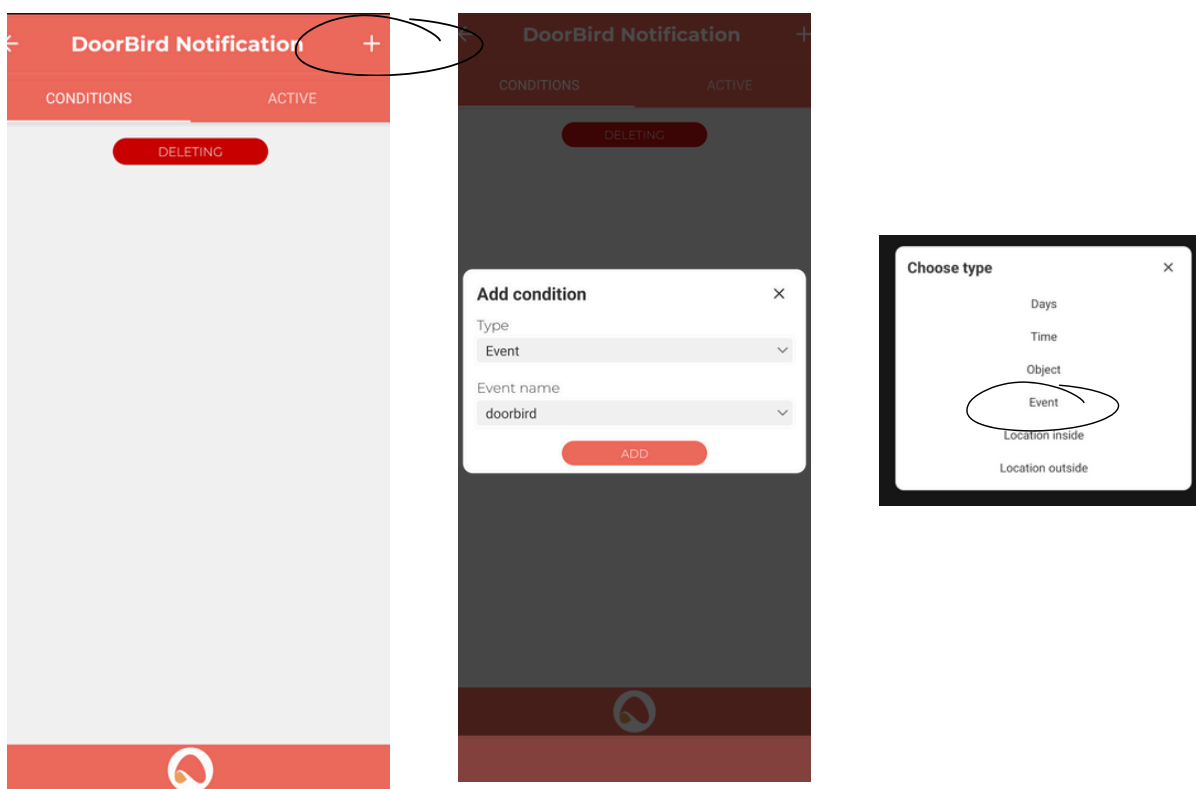 DoorBird Notification
CONDITIONS
ACTIVE
DELETING
DoorBird Notification
CONDITIONS
ACTIVE
DELETING
Add condition
Type
Event
Event name
doorbird
ADD
Choose type
Days
Time
Object
Event
Location inside
Location outside